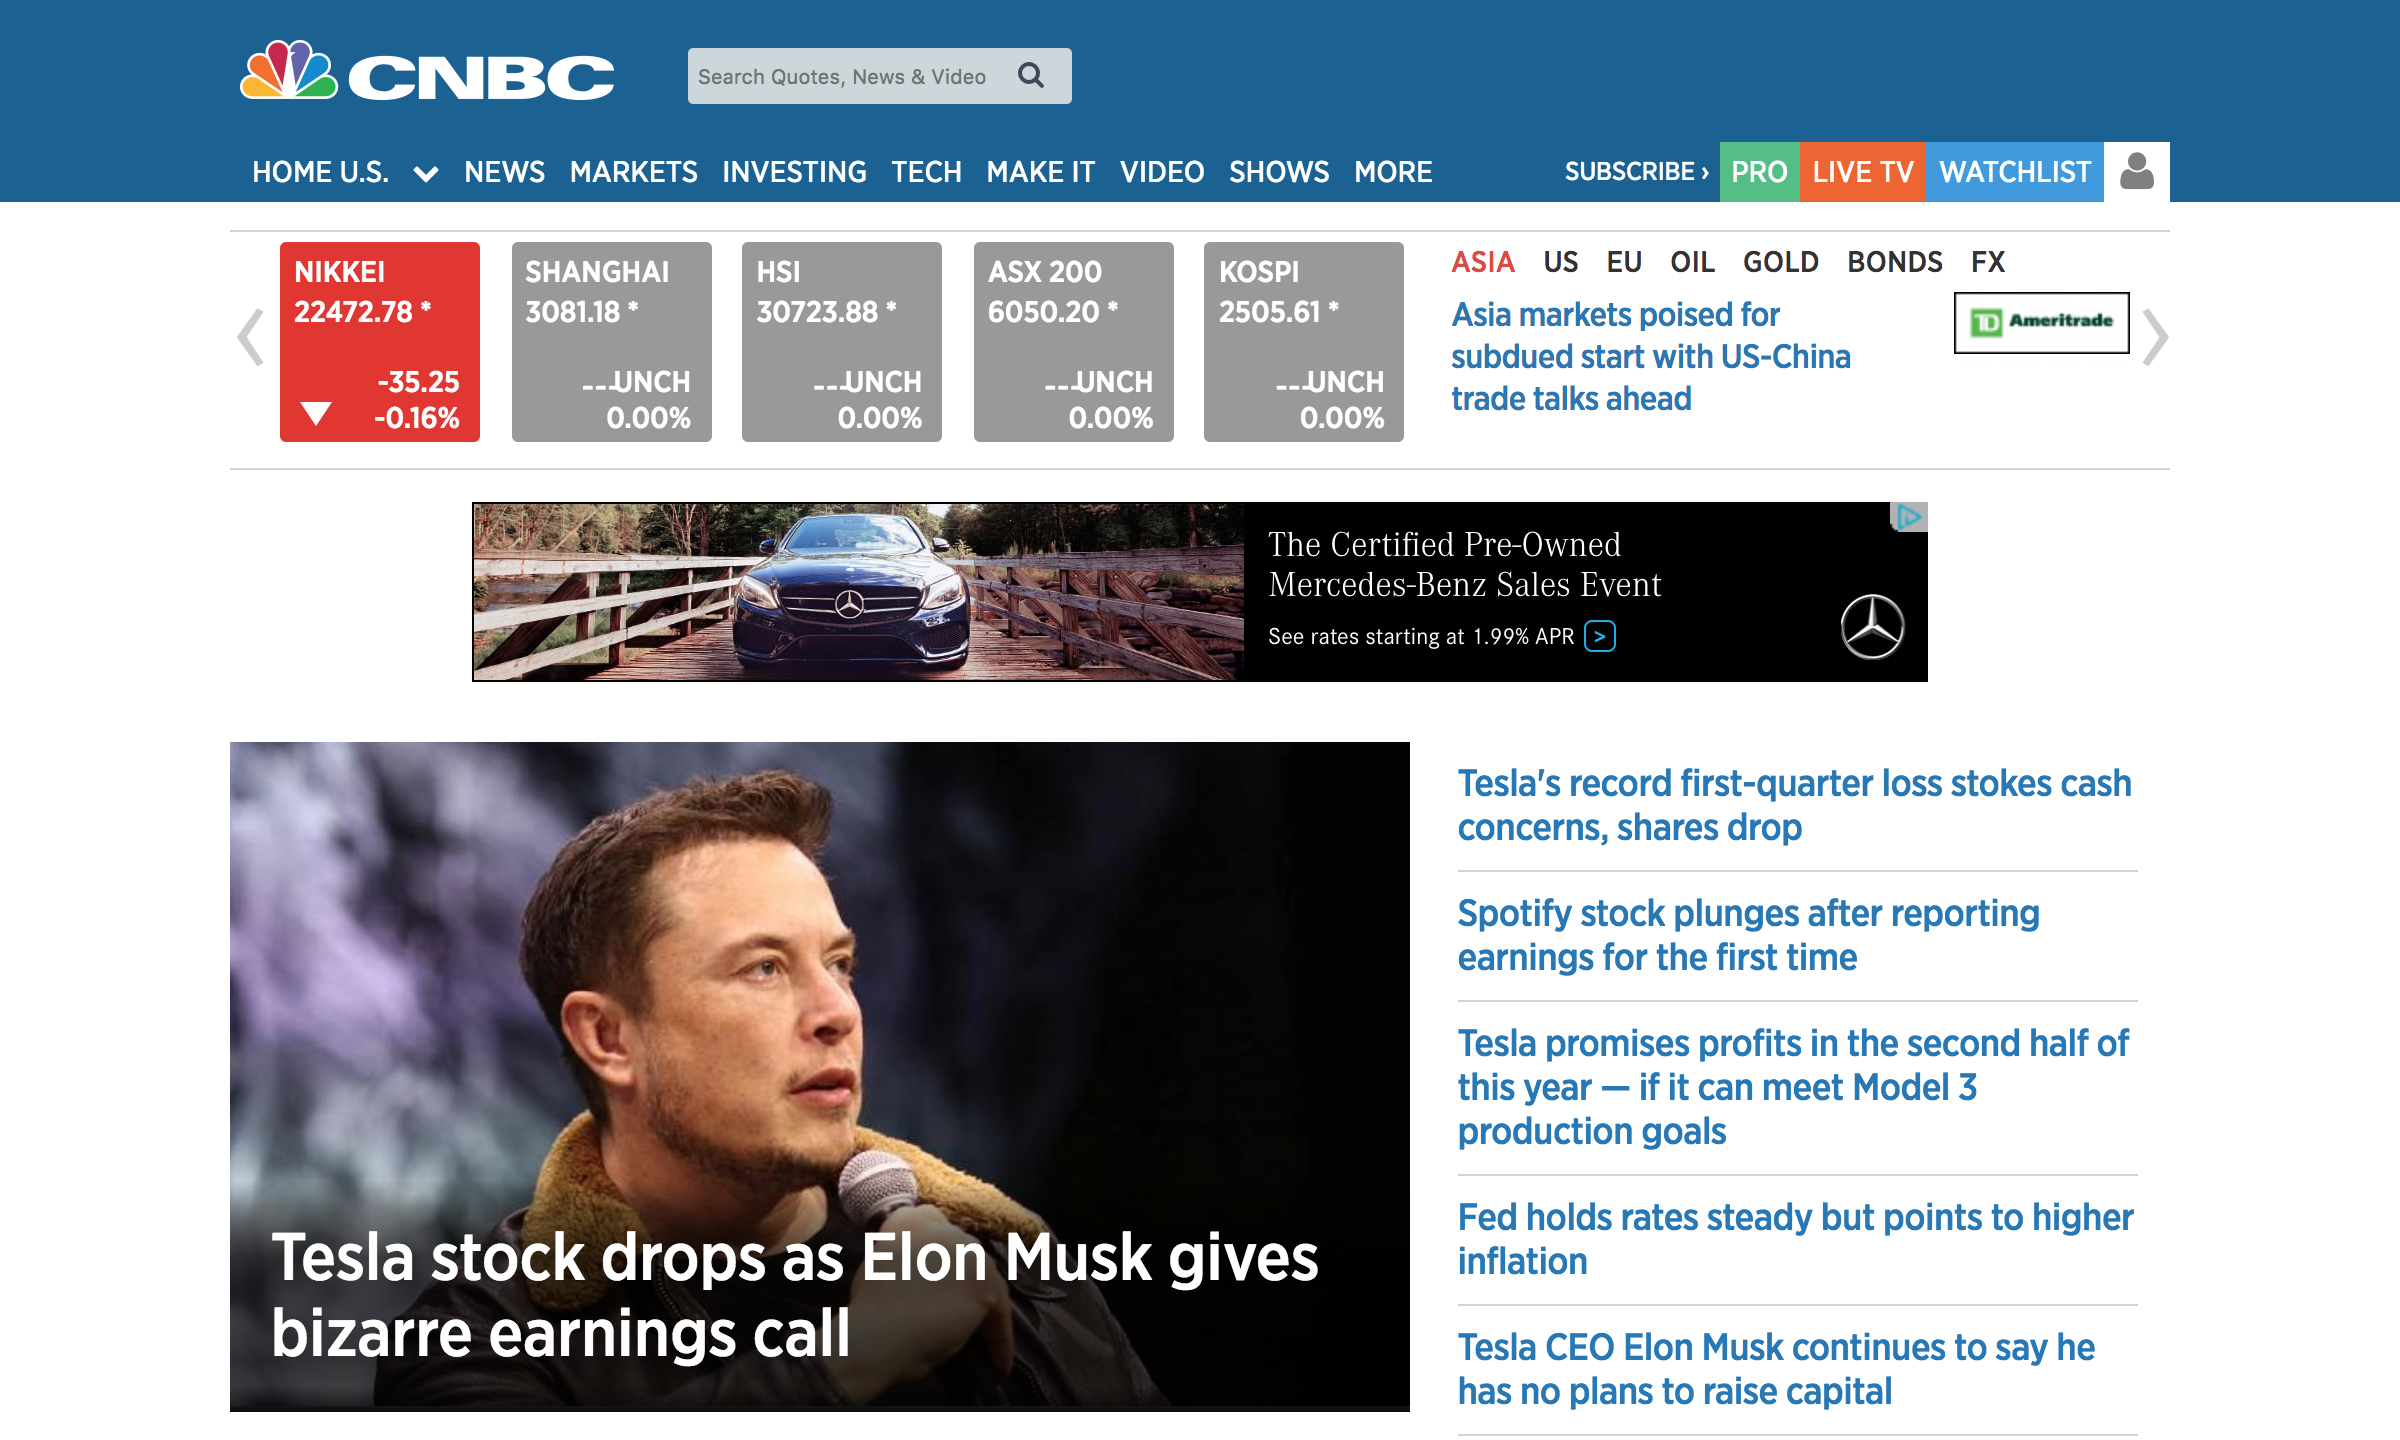 CNBC
Search Quotes, News & Video
HOME U.S. NEWS MARKETS INVESTING TECH MAKE IT VIDEO SHOWS MORE
SUBSCRIBE › PRO LIVE TV WATCHLIST
NIKKEI
22472.78 *
-35.25
-0.16%
SHANGHAI
3081.18 *
---UNCH
0.00%
HSI
30723.88 *
---UNCH
0.00%
ASX 200
6050.20 *
---UNCH
0.00%
KOSPI
2505.61 *
---UNCH
0.00%
ASIA US EU OIL GOLD BONDS FX
Asia markets poised for
subdued start with US-China
trade talks ahead
TD Ameritrade
The Certified Pre-Owned
Mercedes-Benz Sales Event
See rates starting at 1.99% APR >
Tesla stock drops as Elon Musk gives
bizarre earnings call
Tesla's record first-quarter loss stokes cash
concerns, shares drop
Spotify stock plunges after reporting
earnings for the first time
Tesla promises profits in the second half of
this year — if it can meet Model 3
production goals
Fed holds rates steady but points to higher
inflation
Tesla CEO Elon Musk continues to say he
has no plans to raise capital